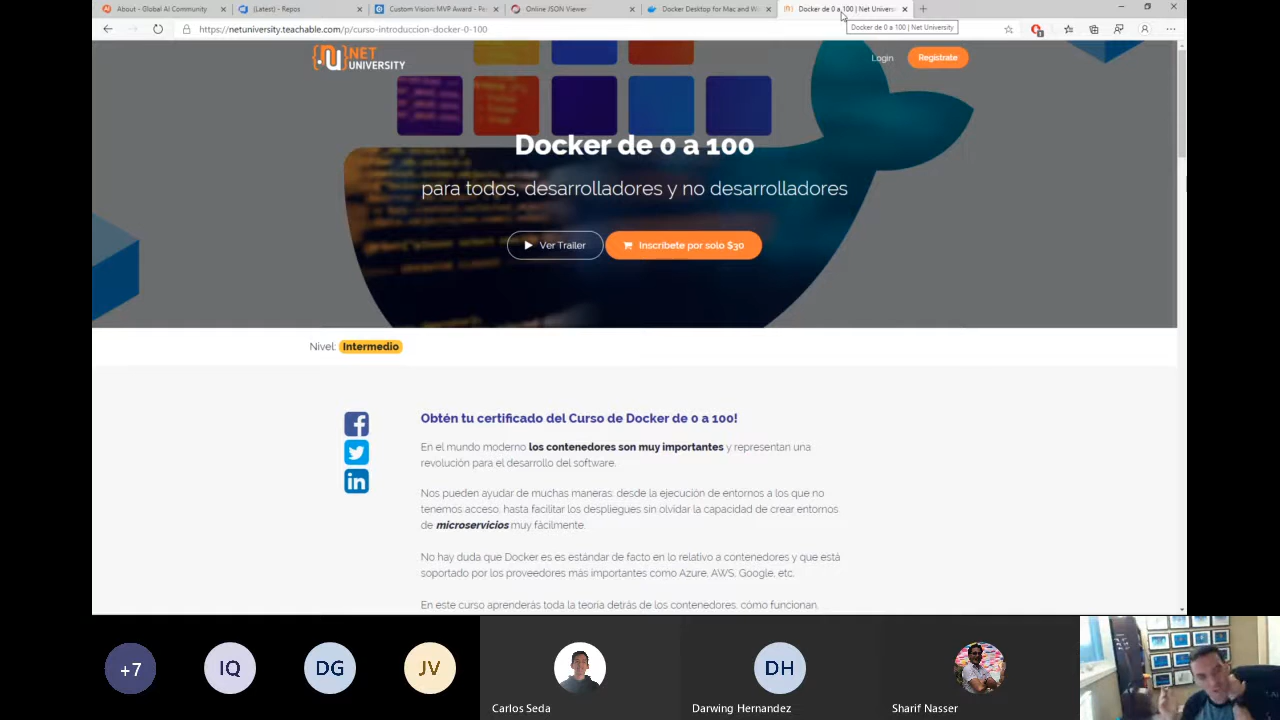 About - Global AI Community
(Latest) - Repos
Custom Vision: MVP Award - F
Online JSON Viewer
Docker Desktop for Mac and W
Docker de 0 a 100 | Net Univers
Docker de 0 a 100 | Net University
https://netuniversity.teachable.com/p/curso-introduccion-docker-0-100
NET
UNIVERSITY
Login
Regístrate
Docker de 0 a 100
para todos, desarrolladores y no desarrolladores
Ver Trailer
Inscríbete por solo $30
Nivel: Intermedio
Obtén tu certificado del Curso de Docker de 0 a 100!
En el mundo moderno los contenedores son muy importantes y representan una
revolución para el desarrollo del software.
Nos pueden ayudar de muchas maneras: desde la ejecución de entornos a los que no
tenemos acceso, hasta facilitar los despliegues sin olvidar la capacidad de crear entornos
de microservicios muy fácilmente.
No hay duda que Docker es es estándar de facto en lo relativo a contenedores y que está
soportado por los proveedores más importantes como Azure, AWS, Google, etc.
En este curso aprenderás toda la teoría detrás de los contenedores, cómo funcionan,
+7
IQ
DG
JV
DH
Carlos Seda
Darwing Hernandez
Sharif Nasser